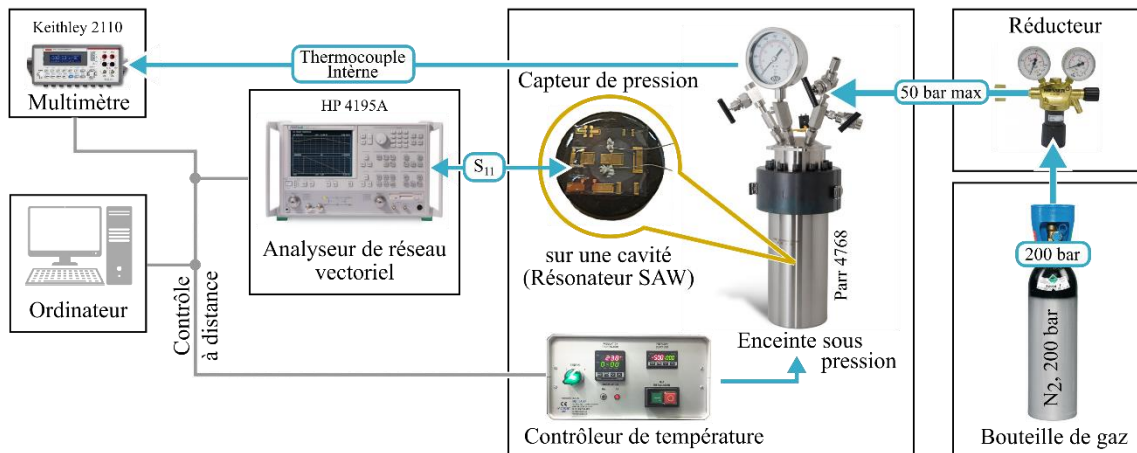 Keithley 2110
Multimètre
Thermocouple
Intèrne
HP 4195A
Analyseur de réseau
vectoriel
S11
Ordinateur
Contrôle
à distance
Capteur de pression
sur une cavité
(Résonateur SAW)
Parr 4768
Enceinte sous
pression
Contrôleur de température
50 bar max
Réducteur
200 bar
N2, 200 bar
Bouteille de gaz